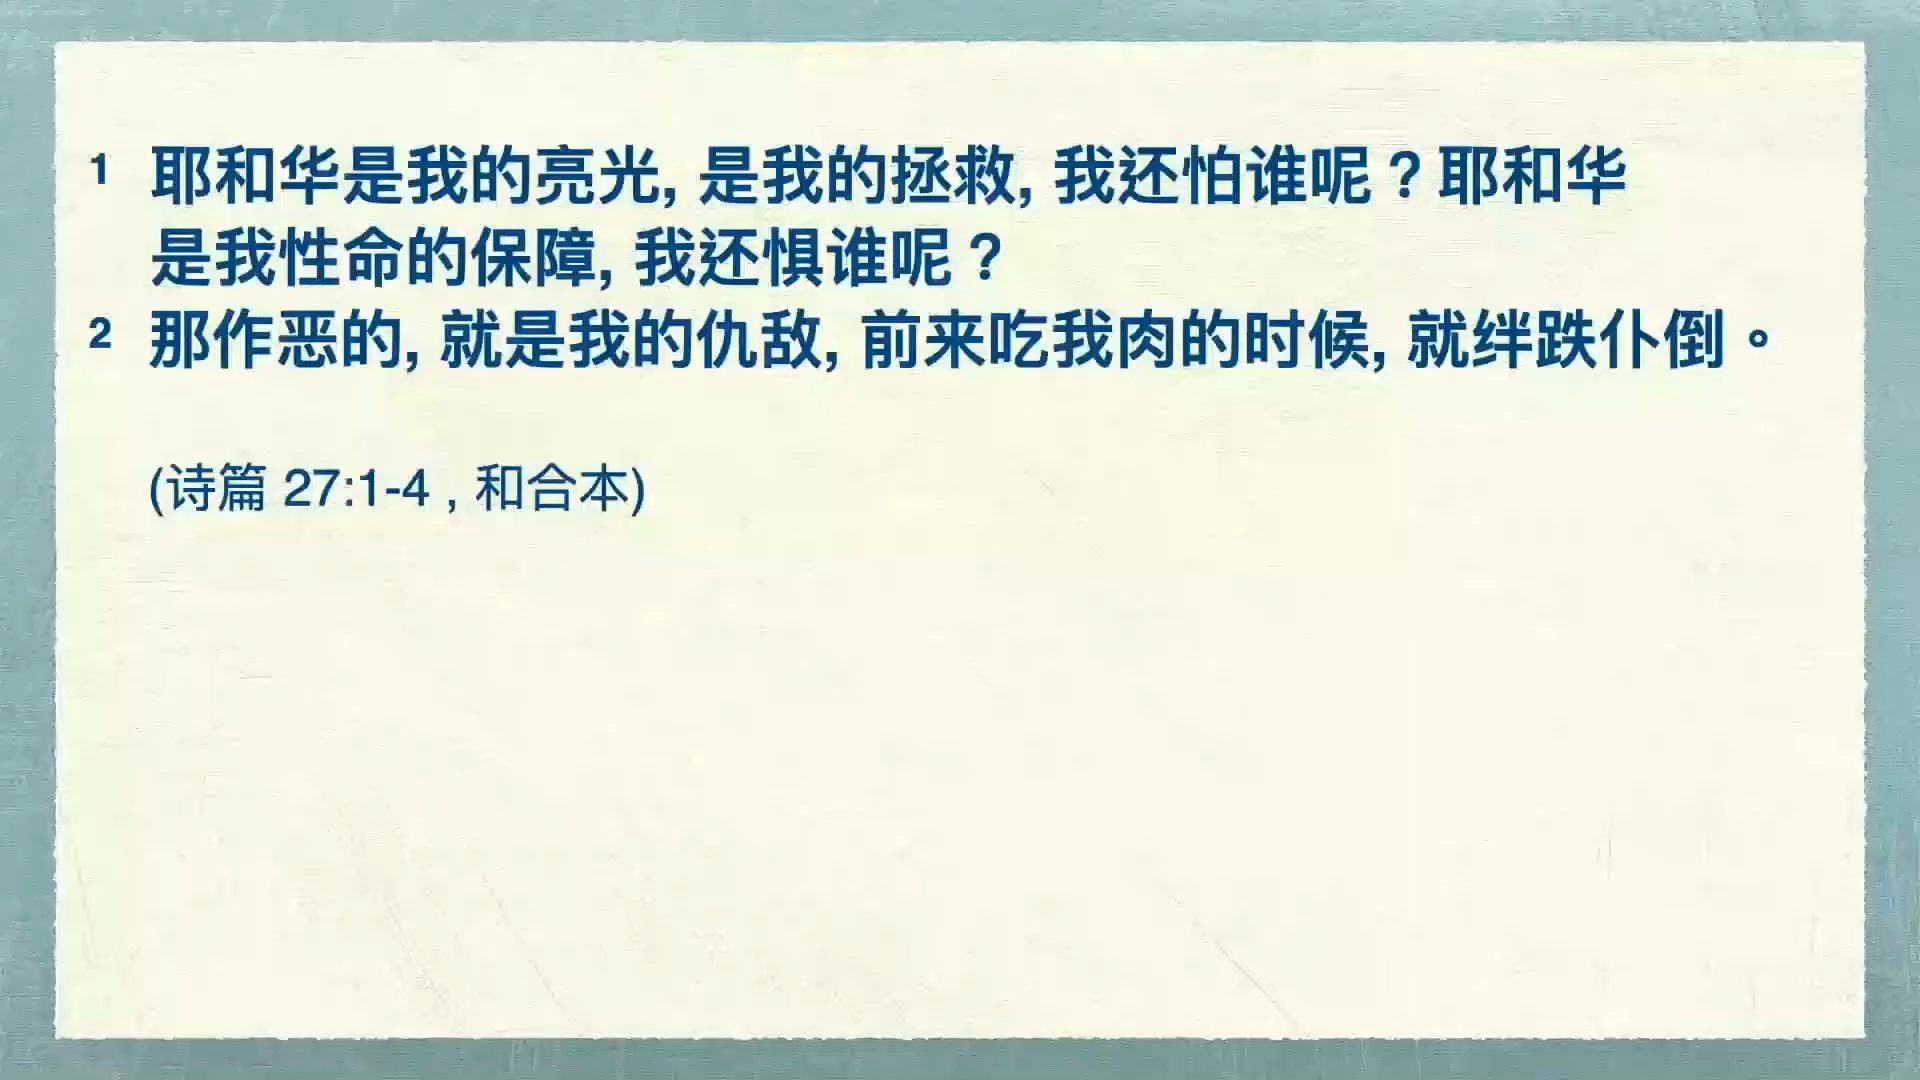 1 耶和华是我的亮光, 是我的拯救, 我还怕谁呢？耶和华
是我性命的保障, 我还惧谁呢？
2 那作恶的, 就是我的仇敌, 前来吃我肉的时候, 就绊跌仆倒。
(诗篇 27:1-4 , 和合本)